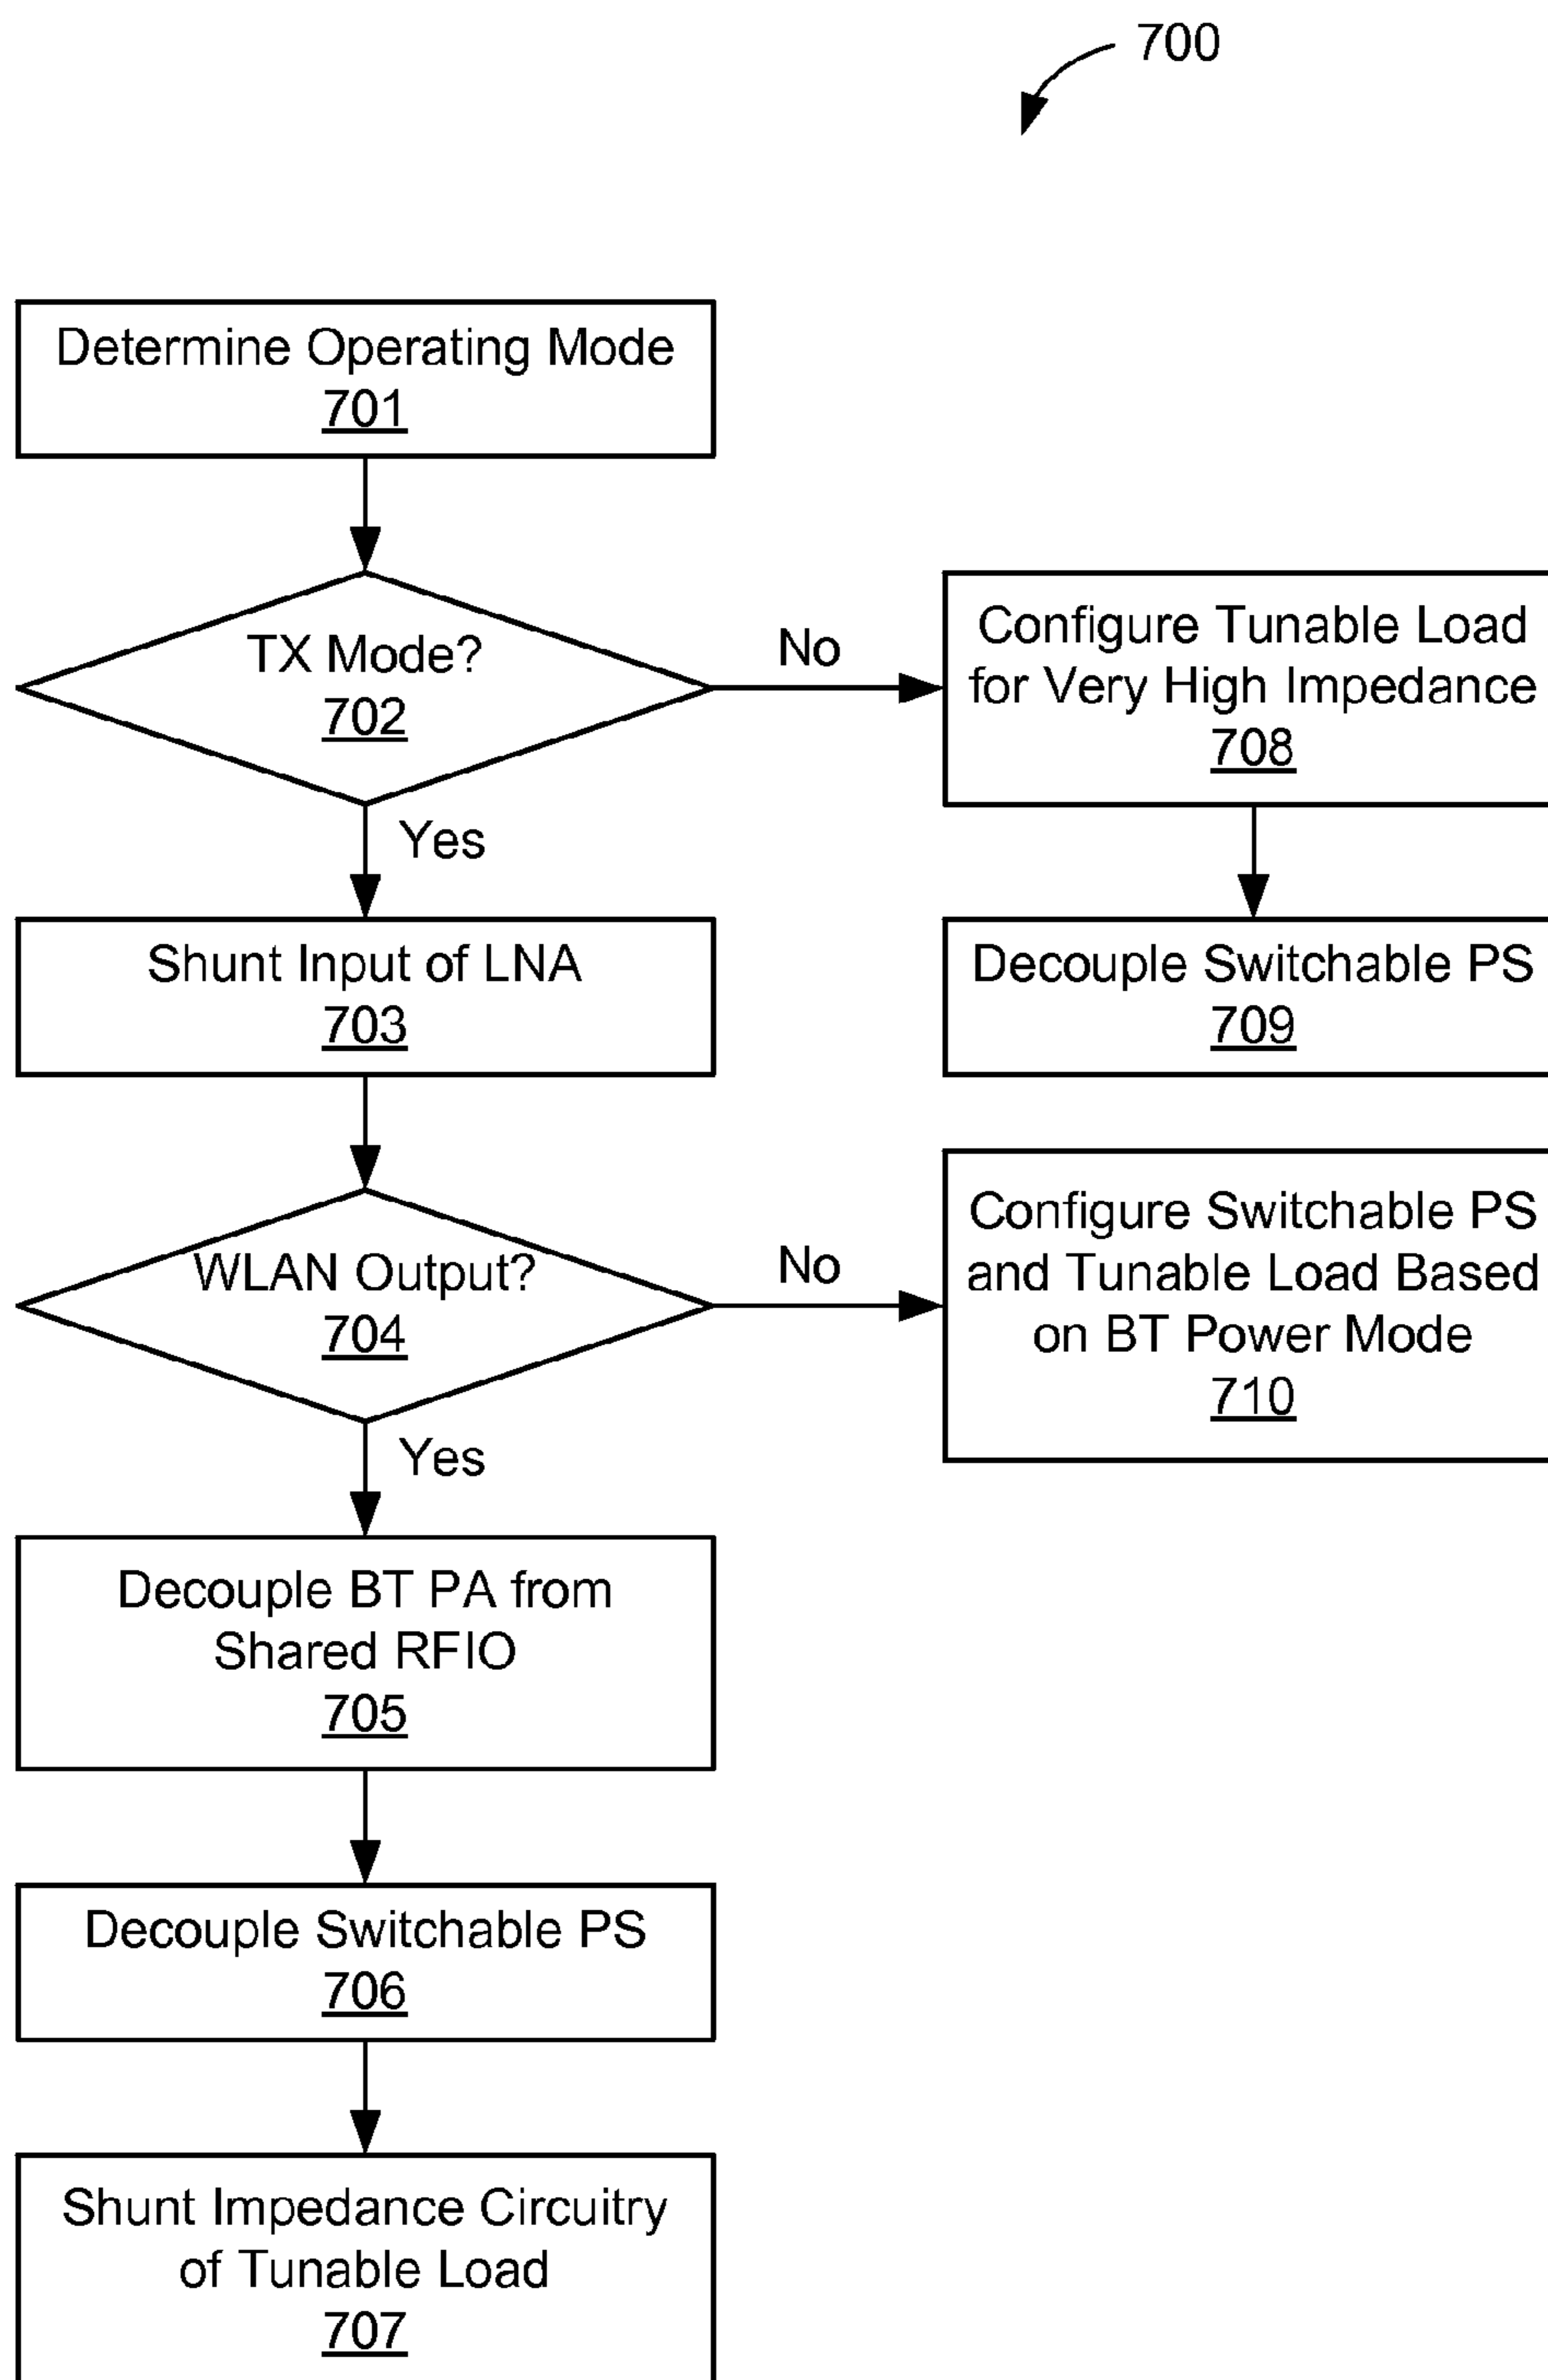 700
Determine Operating Mode
701
TX Mode?
702
No
Configure Tunable Load
for Very High Impedance
708
Yes
Shunt Input of LNA
703
Decouple Switchable PS
709
WLAN Output?
704
No
Configure Switchable PS
and Tunable Load Based
on BT Power Mode
710
Yes
Decouple BT PA from
Shared RFIO
705
Decouple Switchable PS
706
Shunt Impedance Circuitry
of Tunable Load
707